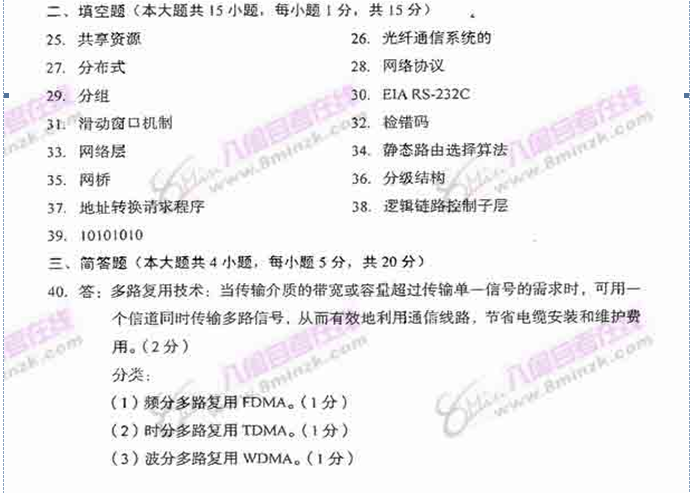 二、填空题（本大题共 15 小题，每小题 1 分，共 15 分）
25. 共享资源 26. 光纤通信系统的
27. 分布式 28. 网络协议
29. 分组 30. EIA RS-232C
31. 滑动窗口机制 32. 检错码
33. 网络层 34. 静态路由选择算法
35. 网桥 36. 分级结构
37. 地址转换请求程序 38. 逻辑链路控制子层
39. 10101010
三、简答题（本大题共 4 小题，每小题 5 分，共 20 分）
40. 答：多路复用技术：当传输介质的带宽或容量超过传输单一信号的需求时，可用一
个信道同时传输多路信号，从而有效地利用通信线路，节省电缆安装和维护费
用。（2 分）
分类：
（1）频分多路复用 FDMA。（1 分）
（2）时分多路复用 TDMA。（1 分）
（3）波分多路复用 WDMA。（1 分）
八闽自考在线
www.8minzk.com